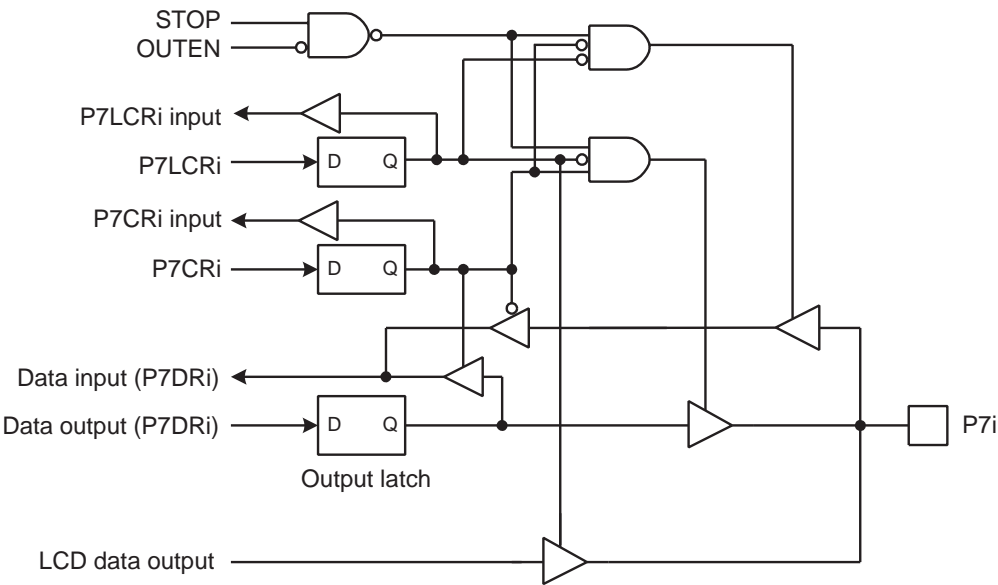 STOP
OUTEN
P7LCRi input
P7LCRi
D Q
P7CRi input
P7CRi
D Q
Data input (P7DRi)
Data output (P7DRi)
D Q
P7i
Output latch
LCD data output